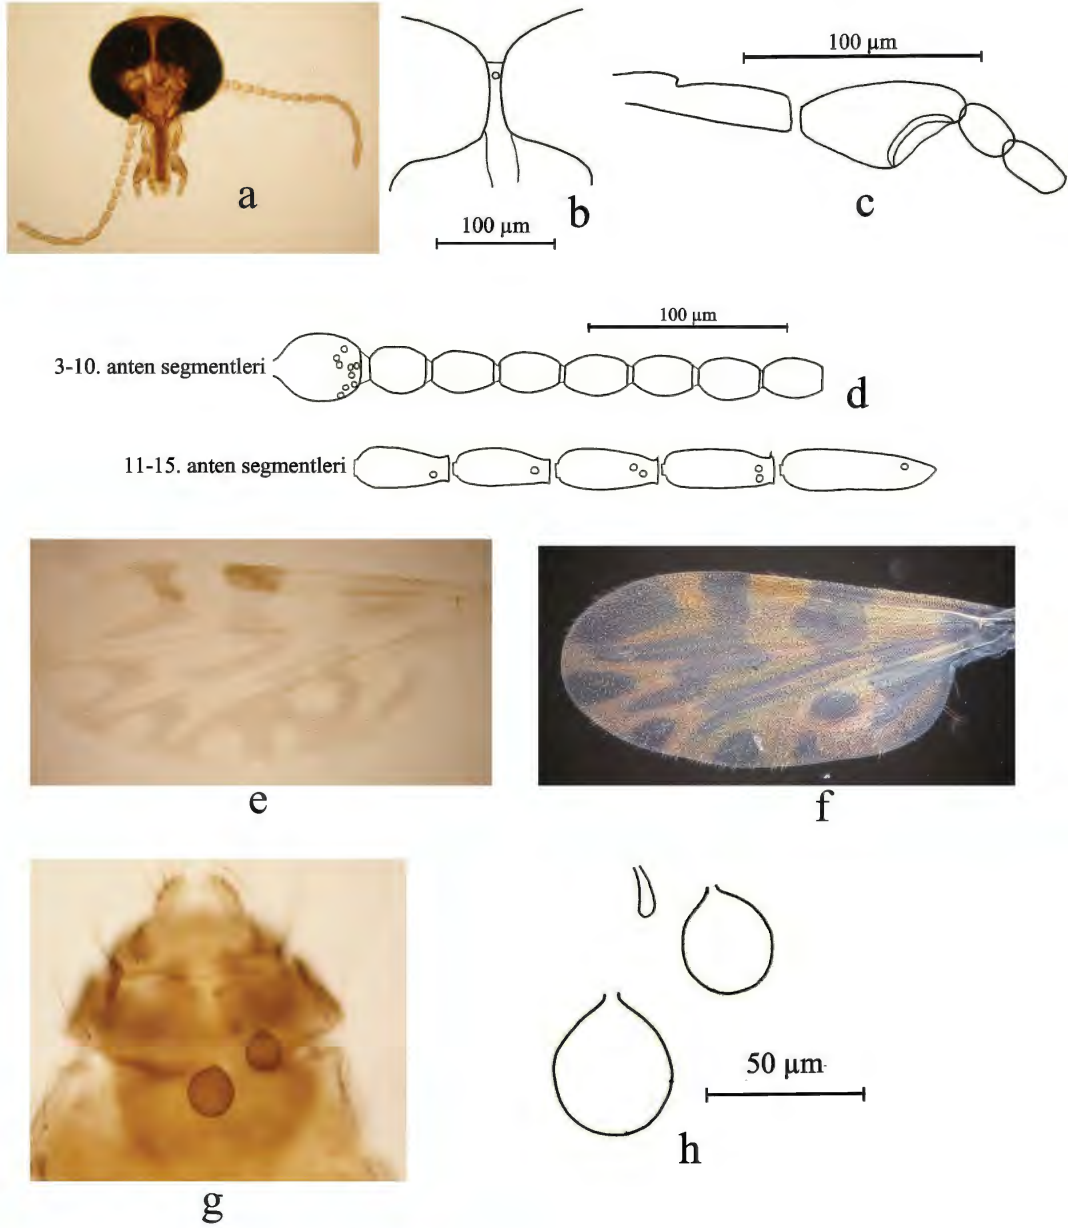 a
100 µm
b
100 µm
c
100 µm
3-10. anten segmentleri
d
11-15. anten segmentleri
e
f
g
50 µm
h